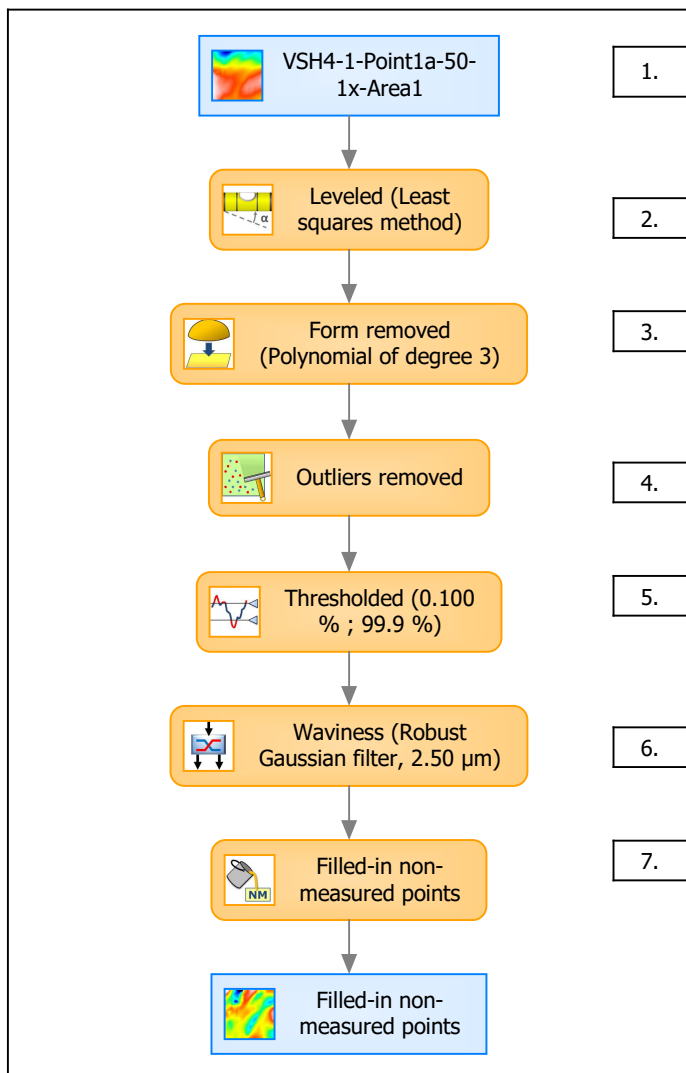 VSH4-1-Point1a-50-
1x-Area1
1.
α
Leveled (Least
squares method)
2.
Form removed
(Polynomial of degree 3)
3.
Outliers removed
4.
Thresholded (0.100
% ; 99.9 %)
5.
Waviness (Robust
Gaussian filter, 2.50 µm)
6.
NM
Filled-in non-
measured points
7.
Filled-in non-
measured points